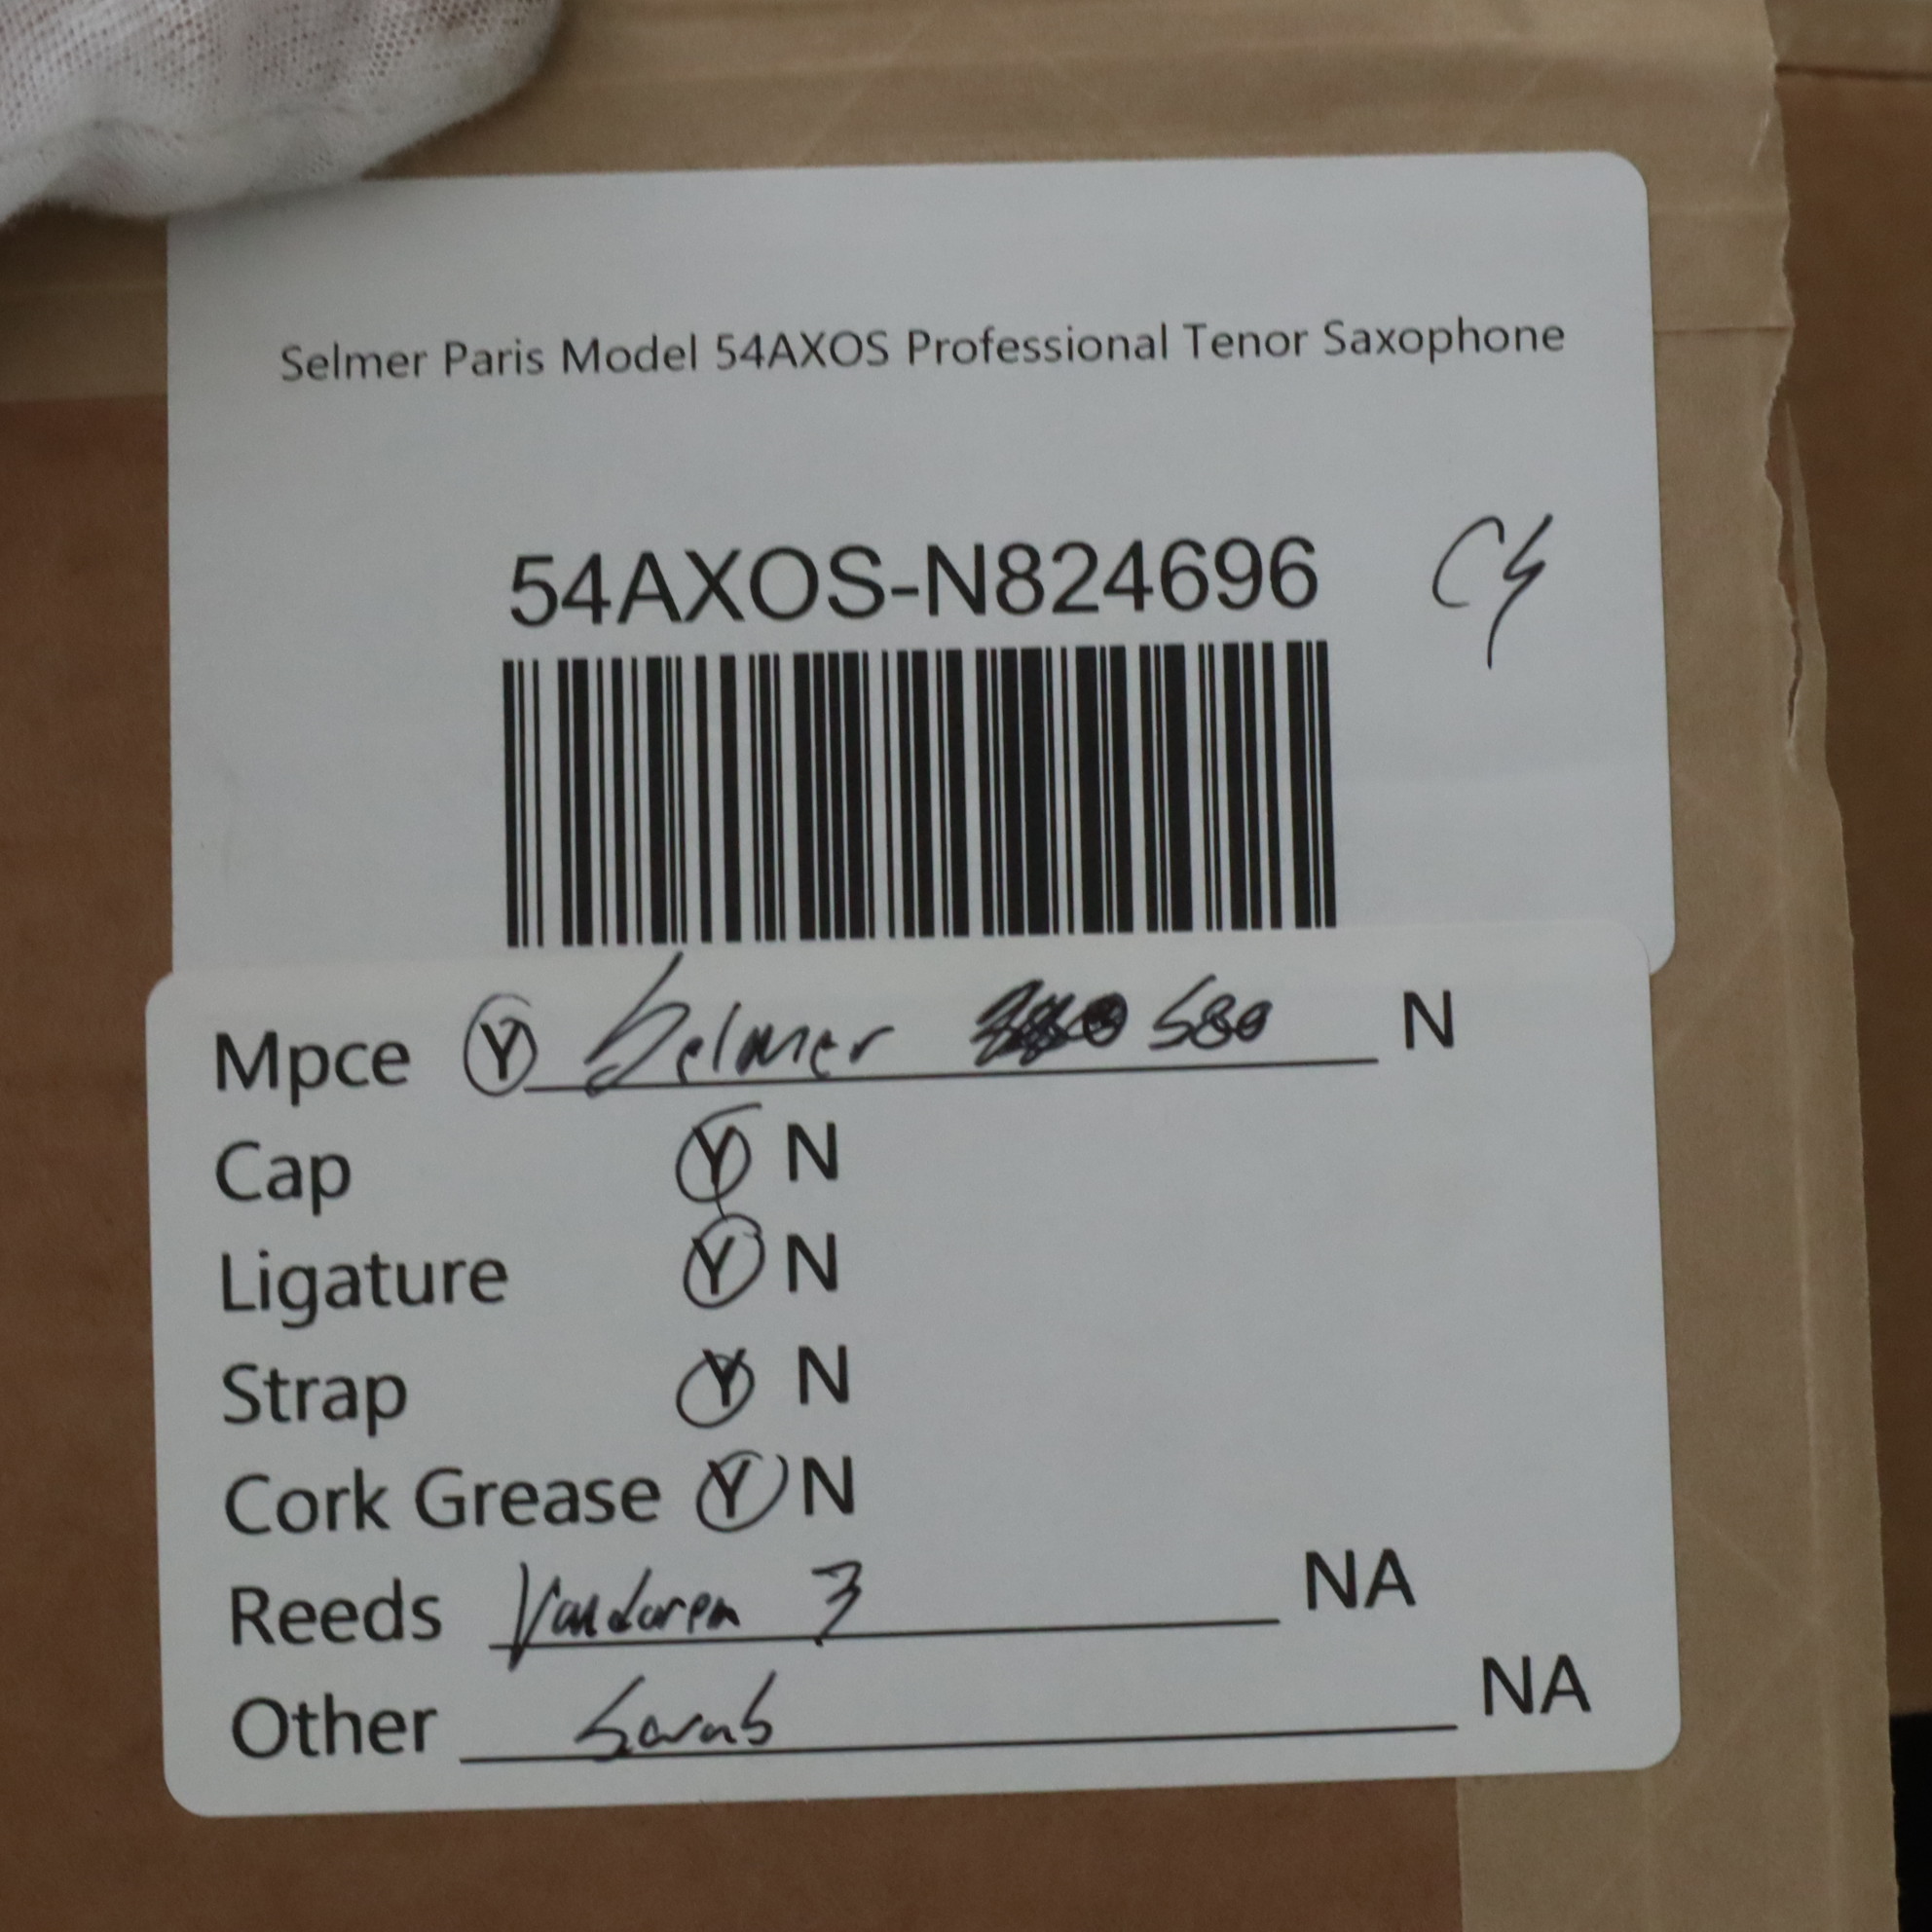 Selmer Paris Model 54AXOS Professional Tenor Saxophone
54AXOS-N824696
Mpce Y Selmer S80 N
Cap Y N
Ligature Y N
Strap Y N
Cork Grease Y N
Reeds Vandoren 3 NA
Other Swab NA